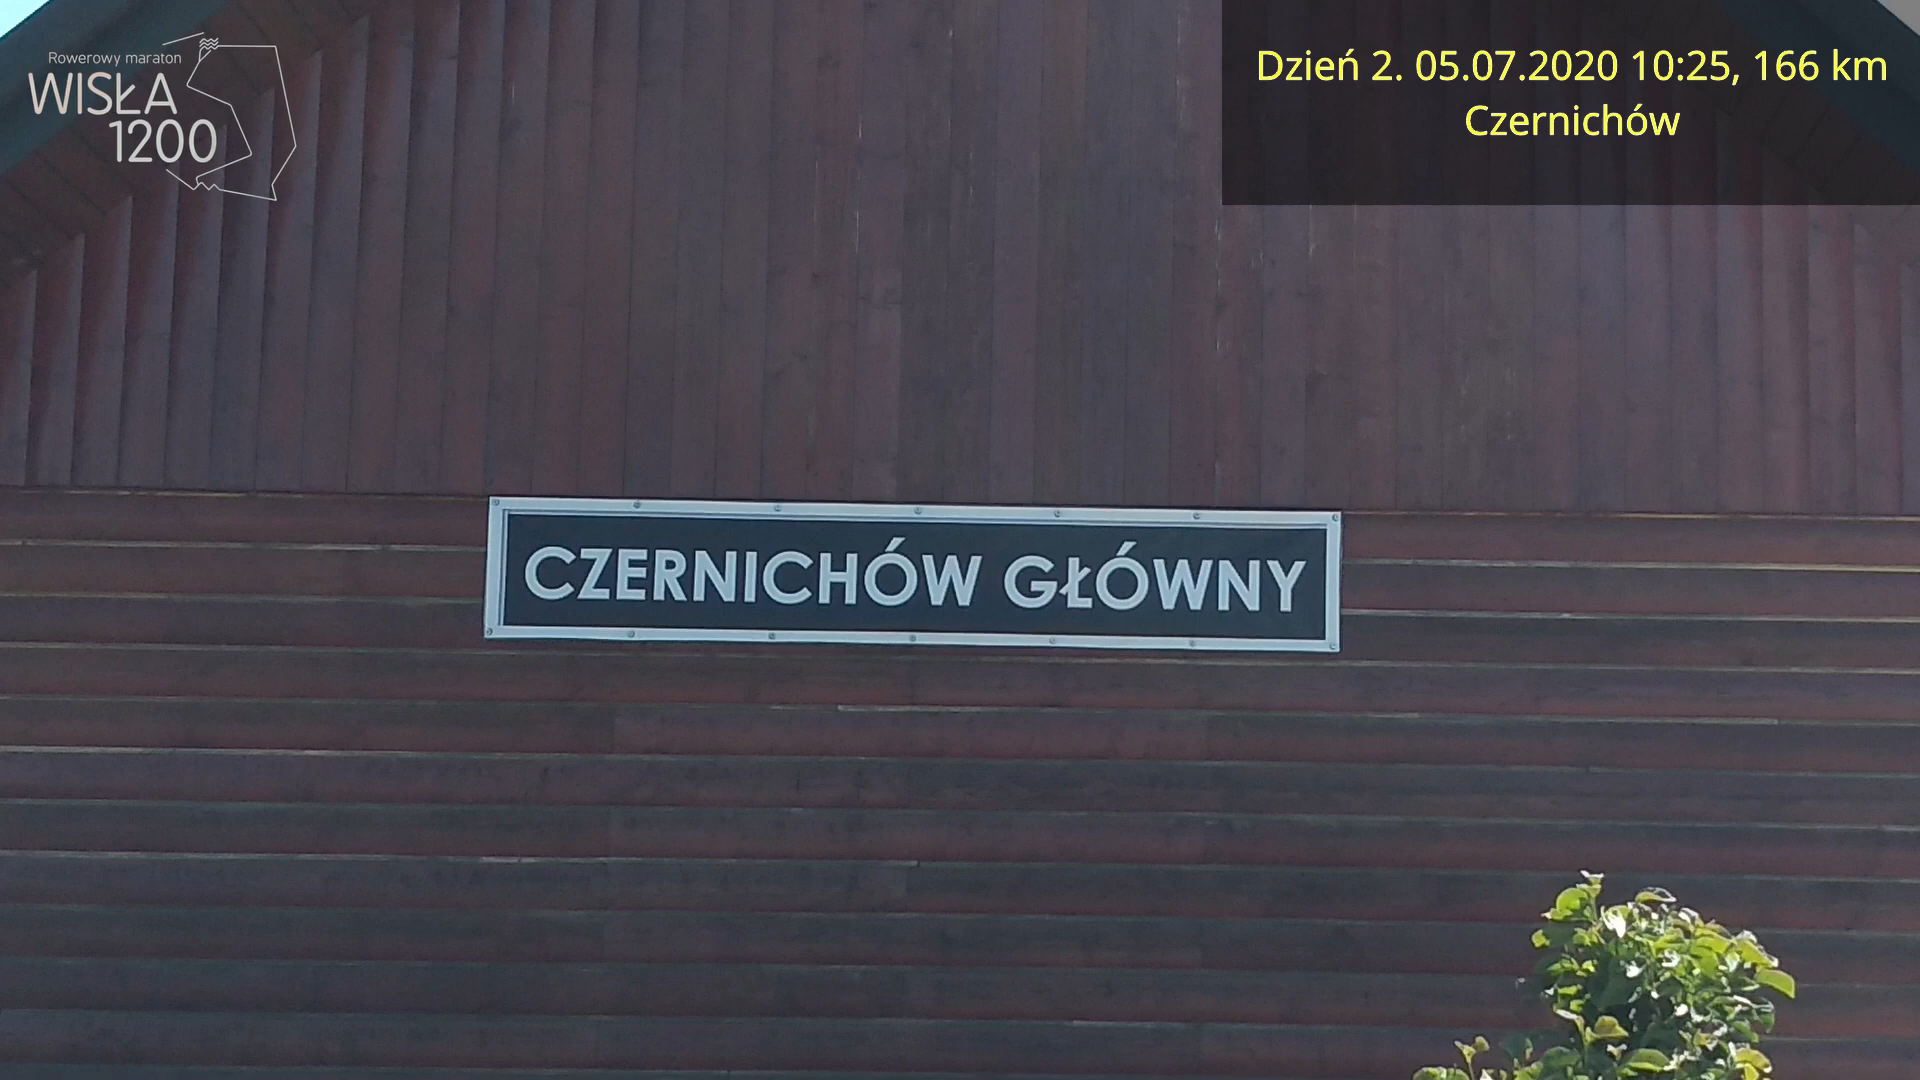 Rowerowy maraton
WISŁA
1200
Dzień 2. 05.07.2020 10:25, 166 km
Czernichów
CZERNICHÓW GŁÓWNY